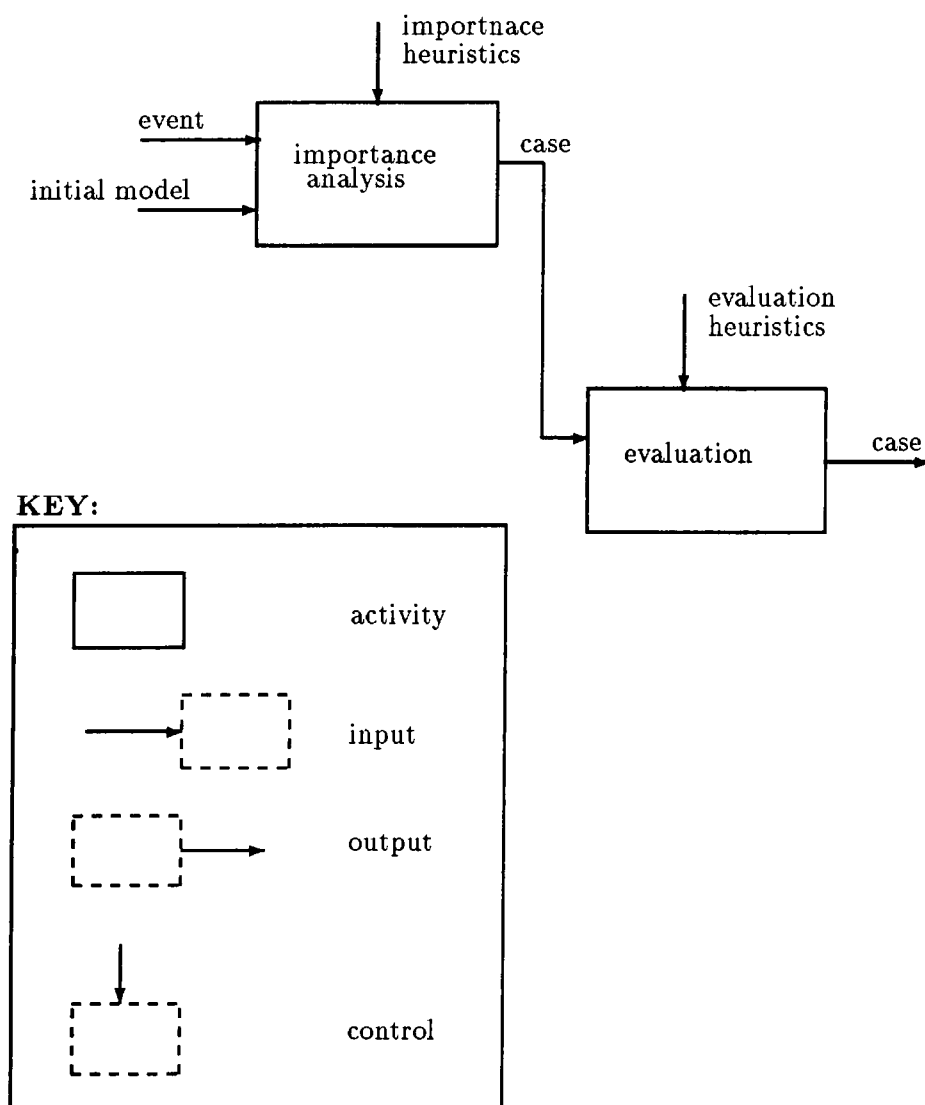 importnace
heuristics
event
importance
analysis
case
initial model
evaluation
heuristics
evaluation
case
KEY:
activity
input
output
control